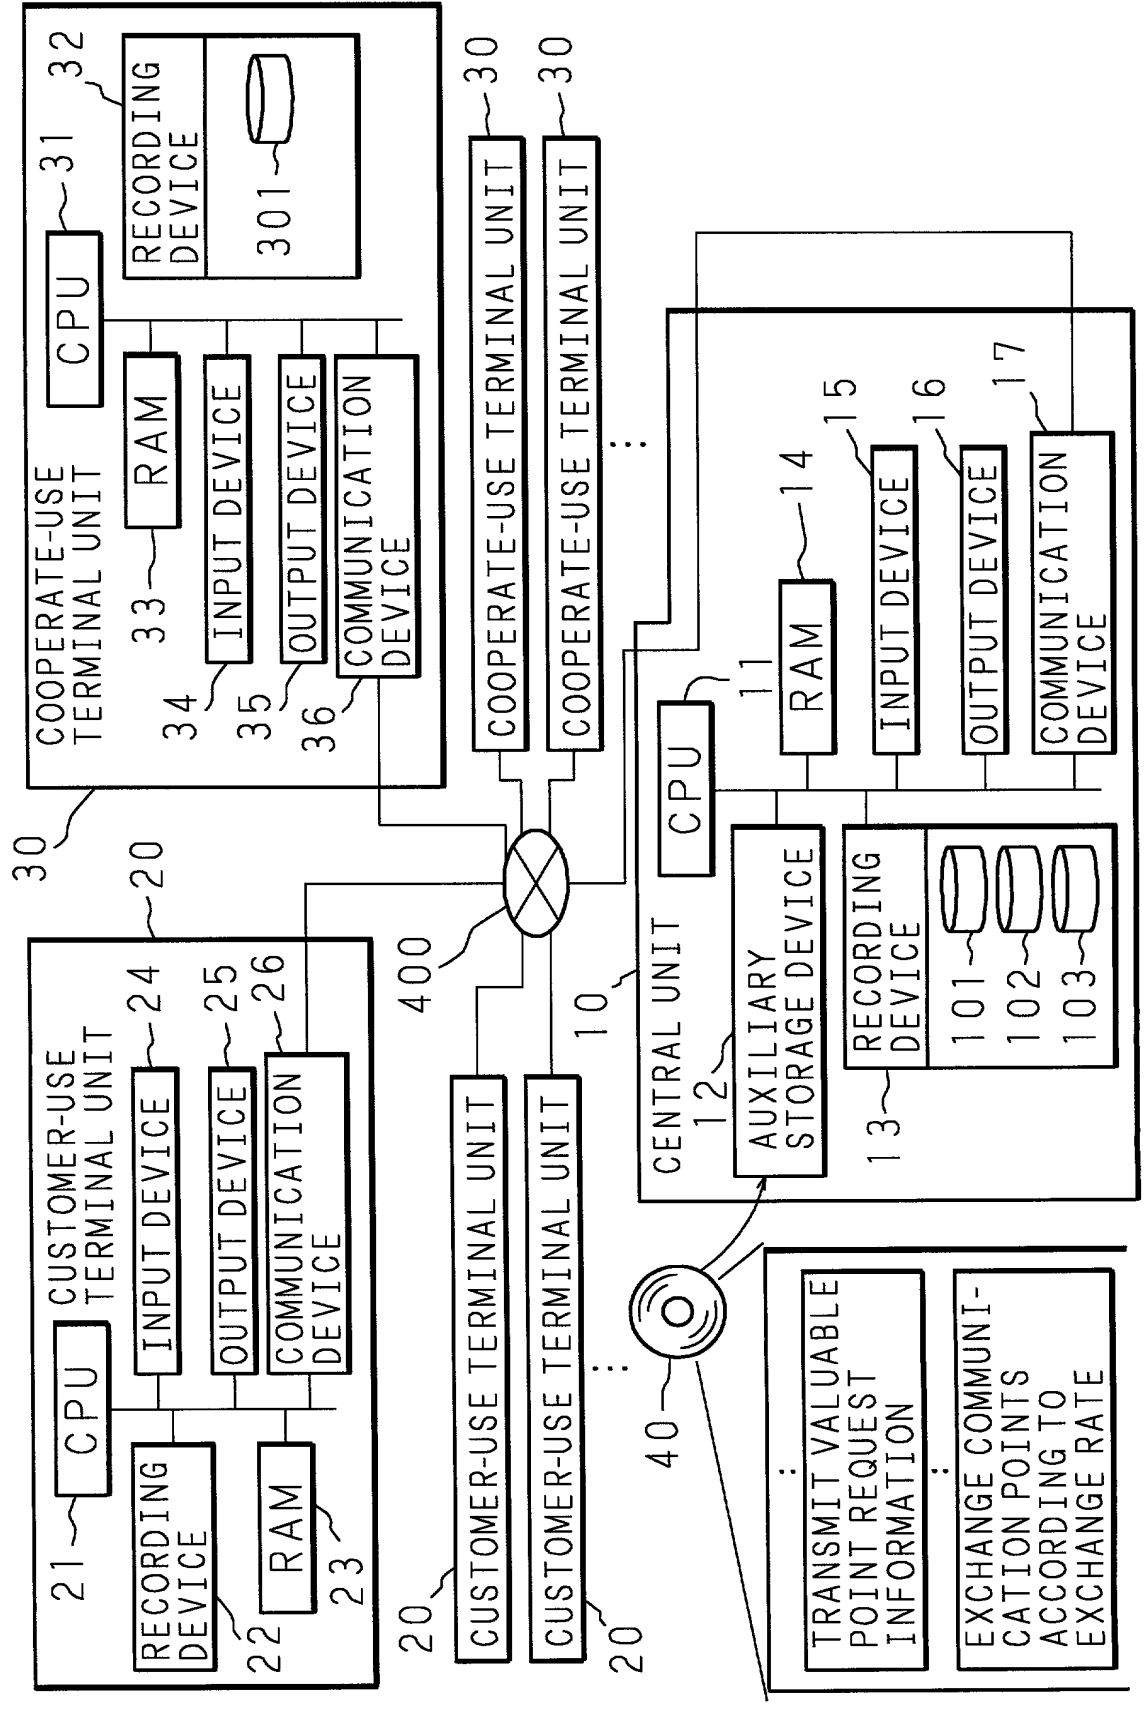 30
COOPERATE-USE
TERMINAL UNIT
CPU
31
RECORDING
DEVICE
32
301
RAM
33
INPUT DEVICE
34
OUTPUT DEVICE
35
COMMUNICATION
DEVICE
36
COOPERATE-USE TERMINAL UNIT
30
COOPERATE-USE TERMINAL UNIT
30
...
20
CUSTOMER-USE
TERMINAL UNIT
CPU
21
INPUT DEVICE
24
OUTPUT DEVICE
25
COMMUNICATION
DEVICE
26
RECORDING
DEVICE
22
RAM
23
400
CUSTOMER-USE TERMINAL UNIT
20
CUSTOMER-USE TERMINAL UNIT
20
...
10
CENTRAL UNIT
CPU
11
RAM
14
INPUT DEVICE
15
OUTPUT DEVICE
16
COMMUNICATION
DEVICE
17
12
AUXILIARY
STORAGE DEVICE
13
RECORDING
DEVICE
101
102
103
40
:
TRANSMIT VALUABLE
POINT REQUEST
INFORMATION
:
EXCHANGE COMMUNI-
CATION POINTS
ACCORDING TO
EXCHANGE RATE